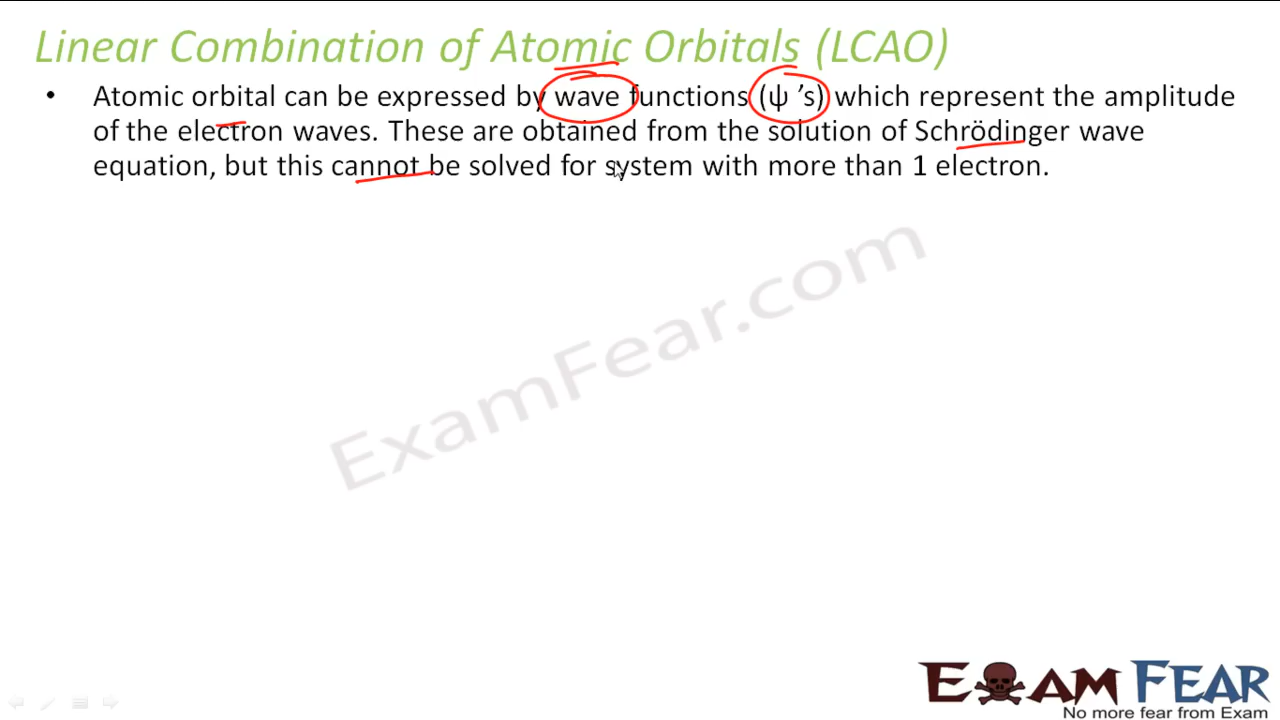 Linear Combination of Atomic Orbitals (LCAO)
• Atomic orbital can be expressed by wave functions (ψ ’s) which represent the amplitude
of the electron waves. These are obtained from the solution of Schrödinger wave
equation, but this cannot be solved for system with more than 1 electron.
ExamFear.com
EXAM FEAR
No more fear from Exam